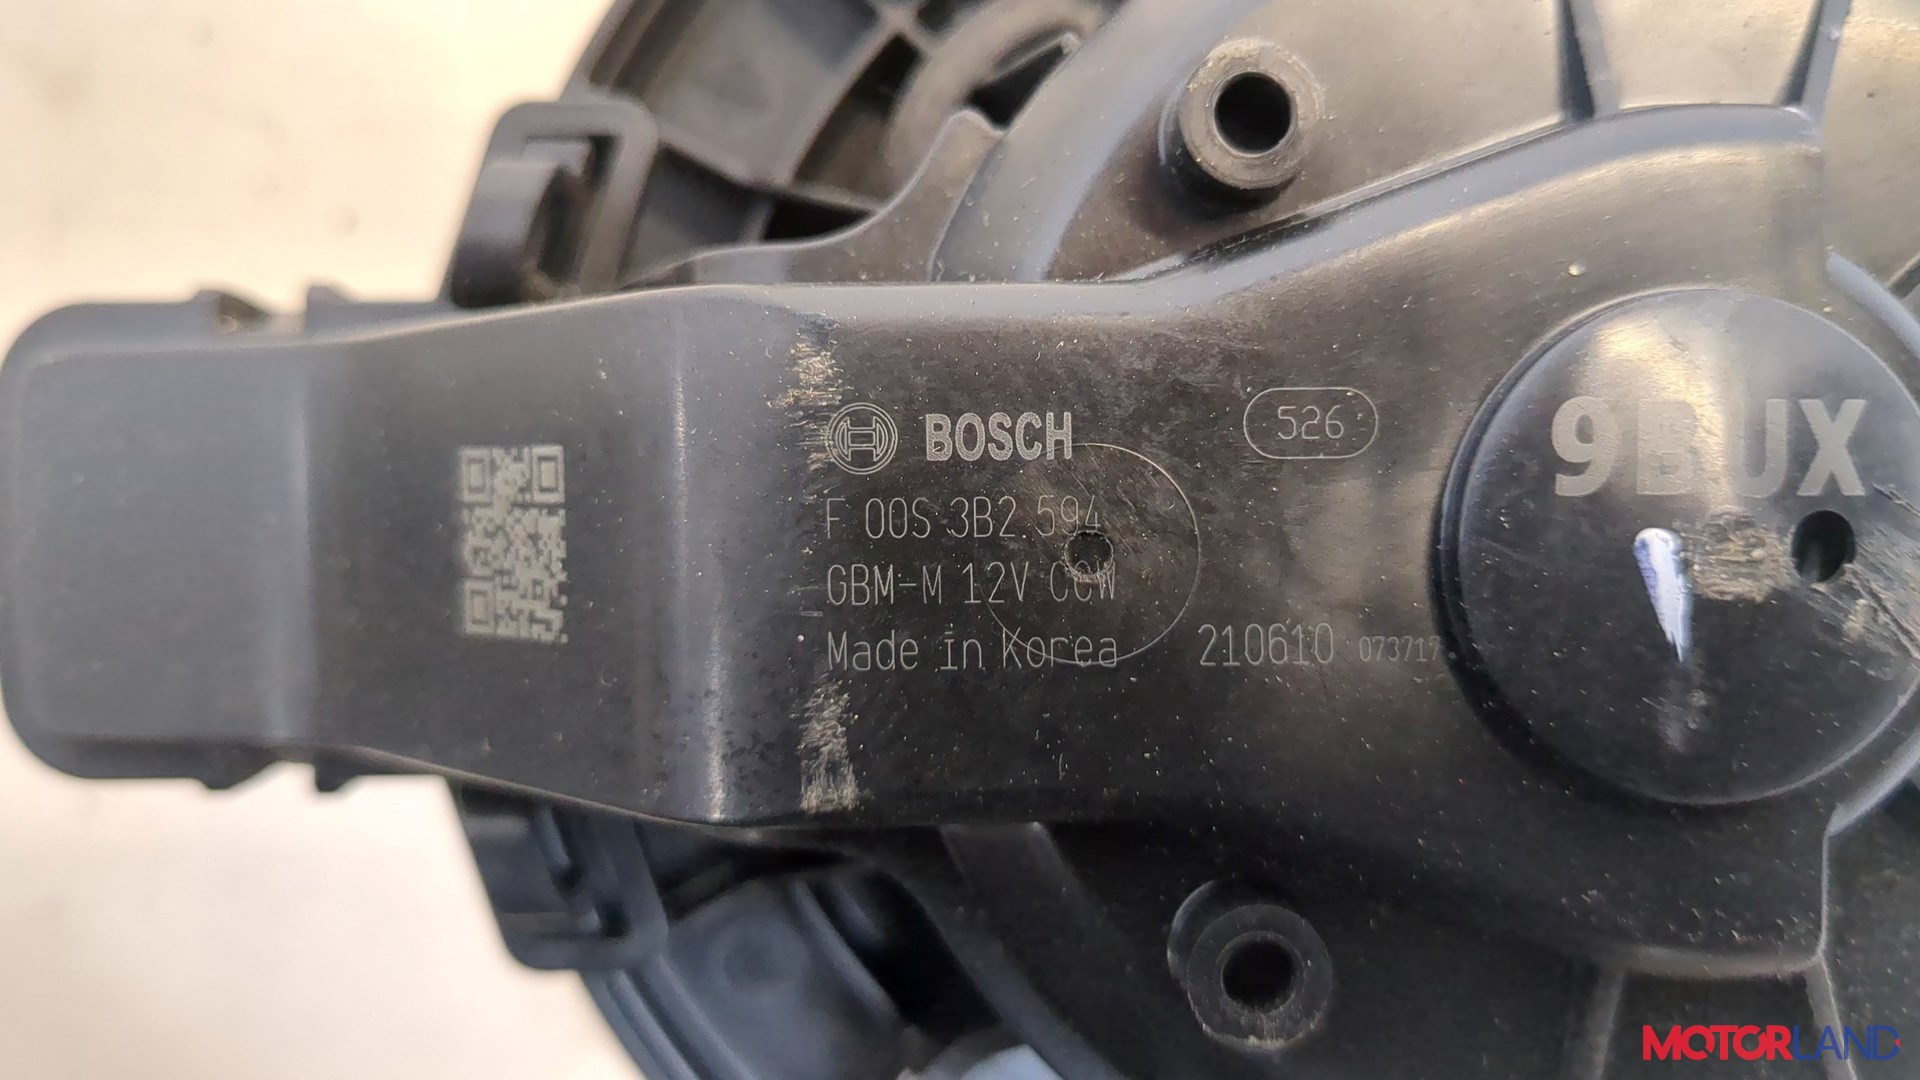 BOSCH
526
F 00S 3B2 594
GBM-M 12V CCW
Made in Korea
210610 073717
9BUX
MOTORLAND